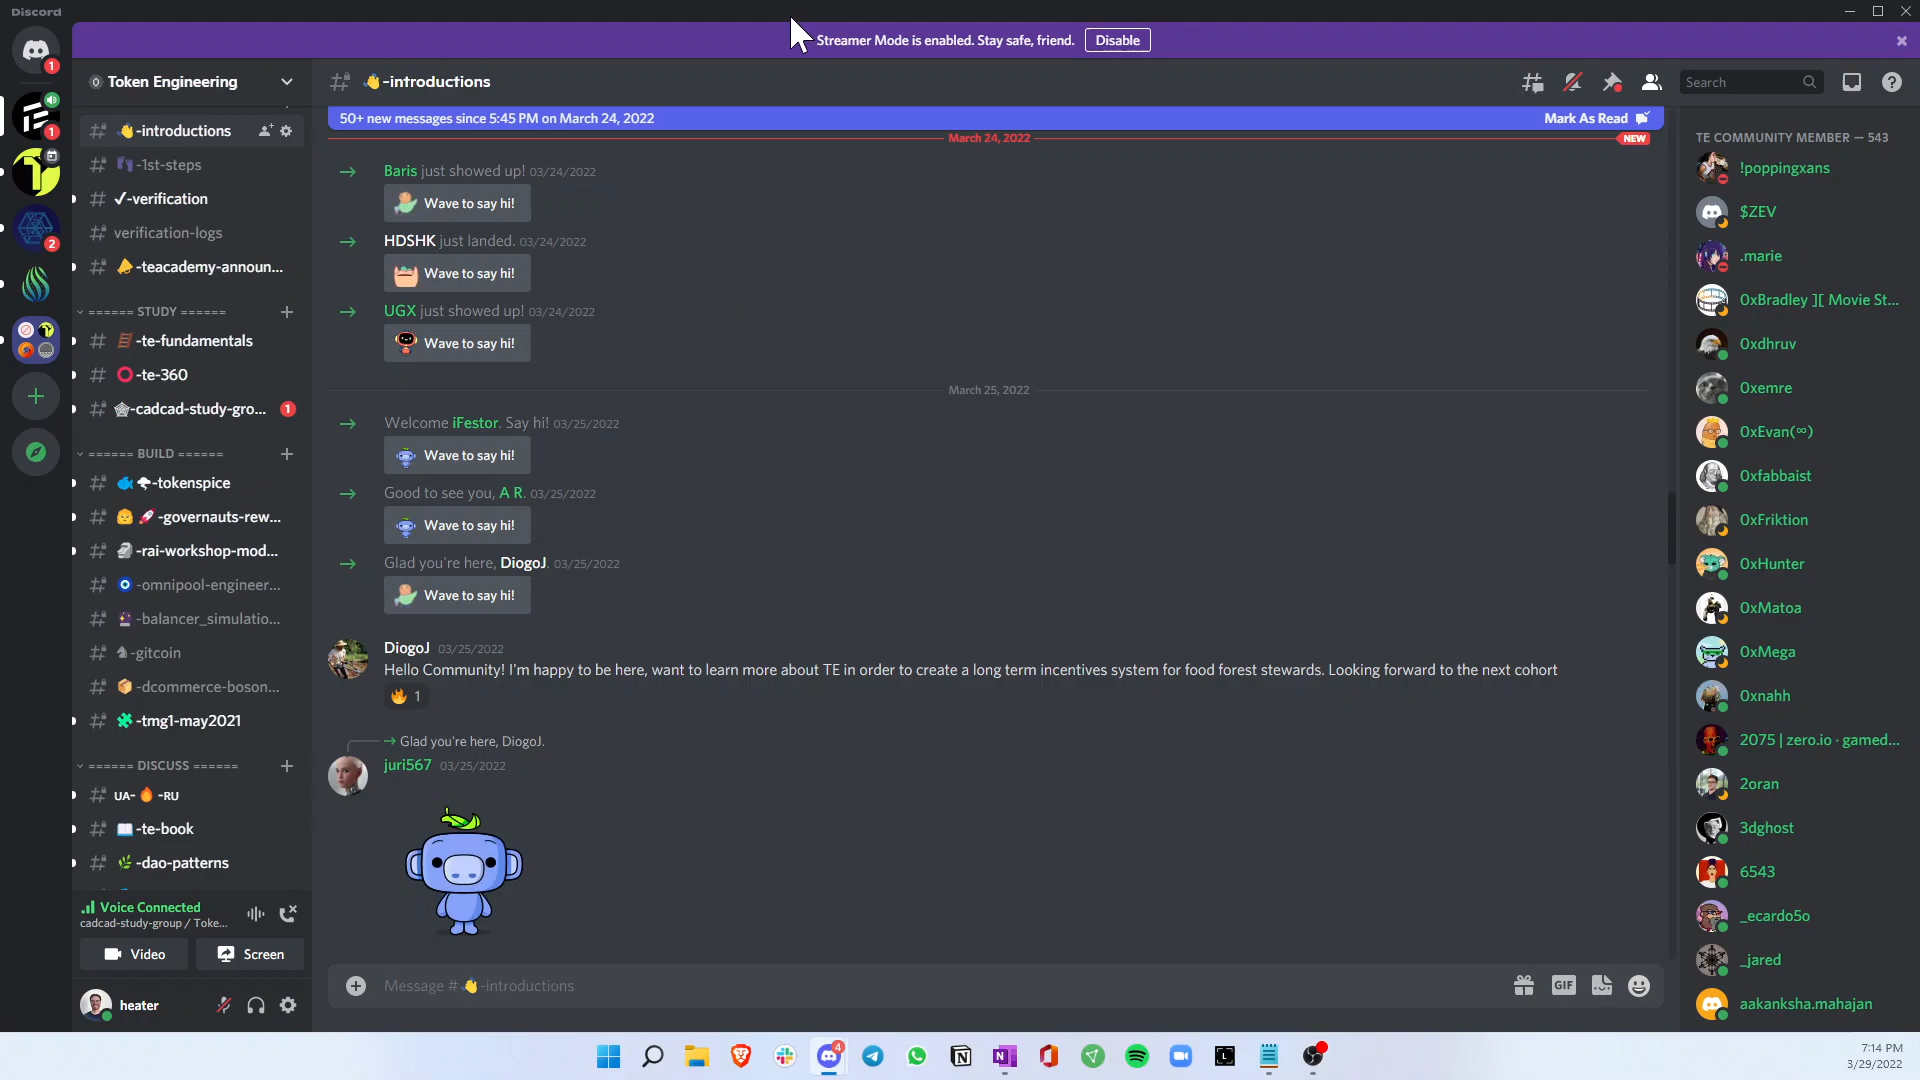 Discord
Streamer Mode is enabled. Stay safe, friend.
Disable
1
Token Engineering
👋-introductions
Search
1
2
👋-introductions
👣-1st-steps
✓-verification
verification-logs
📣-teacademy-announ...
====== STUDY ======
-te-fundamentals
⭕-te-360
-cadcad-study-gro...
1
====== BUILD ======
🐟🌪-tokenspice
🚀-governauts-rew...
🗿-rai-workshop-mod...
🧿-omnipool-engineer...
🔮-balancer_simulatio...
♞-gitcoin
📦-dcommerce-boson...
🧩-tmg1-may2021
====== DISCUSS ======
UA-🔥-RU
📖-te-book
🌿-dao-patterns
Voice Connected
cadcad-study-group / Toke...
Video
Screen
heater
50+ new messages since 5:45 PM on March 24, 2022
Mark As Read
March 24, 2022
NEW
Baris just showed up! 03/24/2022
Wave to say hi!
HDSHK just landed. 03/24/2022
Wave to say hi!
UGX just showed up! 03/24/2022
Wave to say hi!
March 25, 2022
Welcome iFestor. Say hi! 03/25/2022
Wave to say hi!
Good to see you, A R. 03/25/2022
Wave to say hi!
Glad you're here, DiogoJ. 03/25/2022
Wave to say hi!
DiogoJ 03/25/2022
Hello Community! I'm happy to be here, want to learn more about TE in order to create a long term incentives system for food forest stewards. Looking forward to the next cohort
🔥 1
Glad you're here, DiogoJ.
juri567 03/25/2022
Message #👋-introductions
GIF
TE COMMUNITY MEMBER — 543
!poppingxans
$ZEV
.marie
0xBradley ][ Movie St...
0xdhruv
0xemre
0xEvan(∞)
0xfabbaist
0xFriktion
0xHunter
0xMatoa
0xMega
0xnahh
2075 | zero.io · gamed...
2oran
3dghost
6543
_ecardo5o
_jared
aakanksha.mahajan
4
7:14 PM
3/29/2022